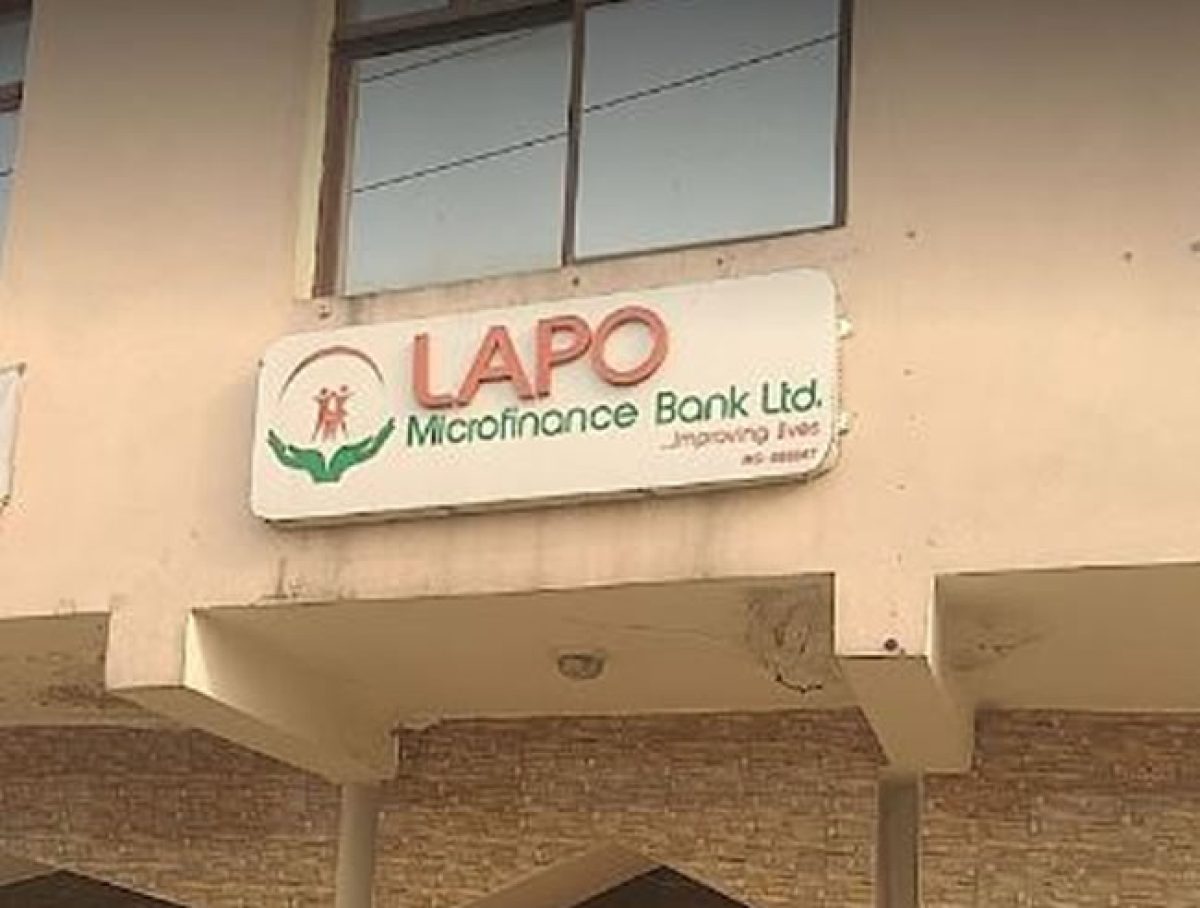 LAPO
Microfinance Bank Ltd.
...improving lives